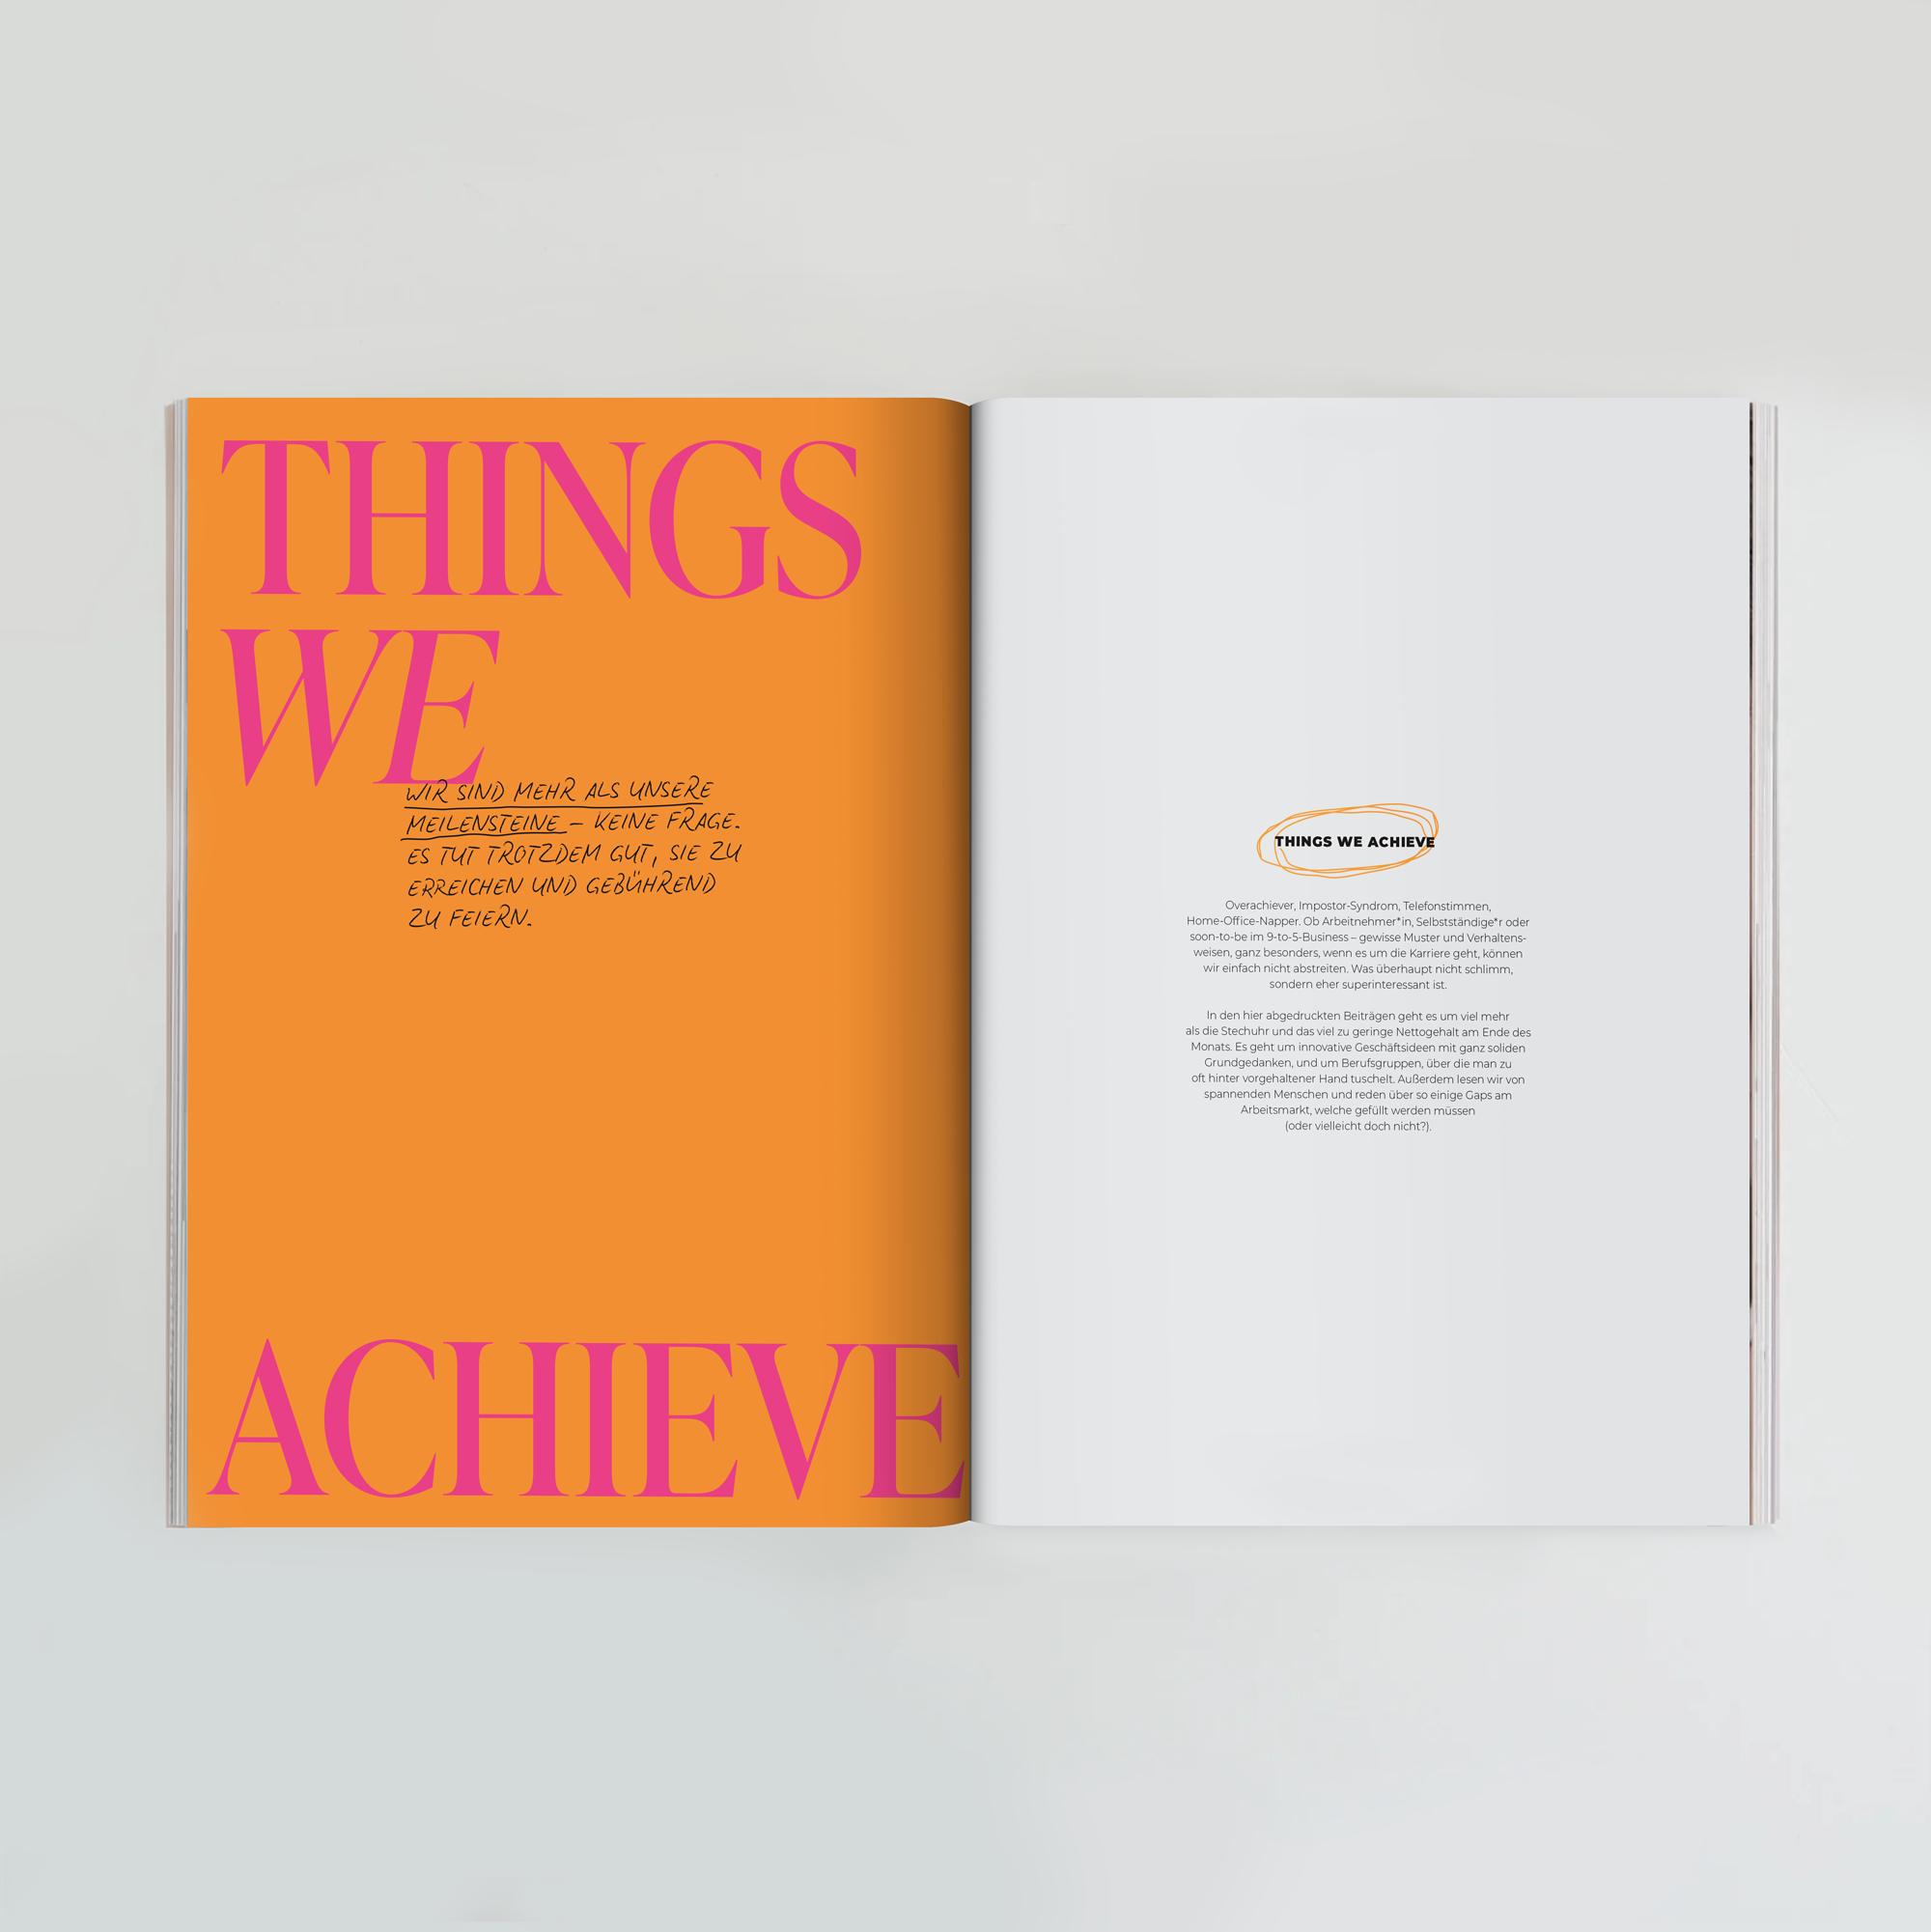 THINGS
WE
WIR SIND MEHR ALS UNSERE
MEILENSTEINE – KEINE FRAGE.
ES TUT TROTZDEM GUT, SIE ZU
ERREICHEN UND GEBÜHREND
ZU FEIERN.
ACHIEVE
THINGS WE ACHIEVE
Overachiever, Impostor-Syndrom, Telefonstimmen,
Home-Office-Napper. Ob Arbeitnehmer*in, Selbstständige*r oder
soon-to-be im 9-to-5-Business – gewisse Muster und Verhaltens-
weisen, ganz besonders, wenn es um die Karriere geht, können
wir einfach nicht abstreiten. Was überhaupt nicht schlimm,
sondern eher superinteressant ist.
In den hier abgedruckten Beiträgen geht es um viel mehr
als die Stechuhr und das viel zu geringe Nettogehalt am Ende des
Monats. Es geht um innovative Geschäftsideen mit ganz soliden
Grundgedanken, und um Berufsgruppen, über die man zu
oft hinter vorgehaltener Hand tuschelt. Außerdem lesen wir von
spannenden Menschen und reden über so einige Gaps am
Arbeitsmarkt, welche gefüllt werden müssen
(oder vielleicht doch nicht?).